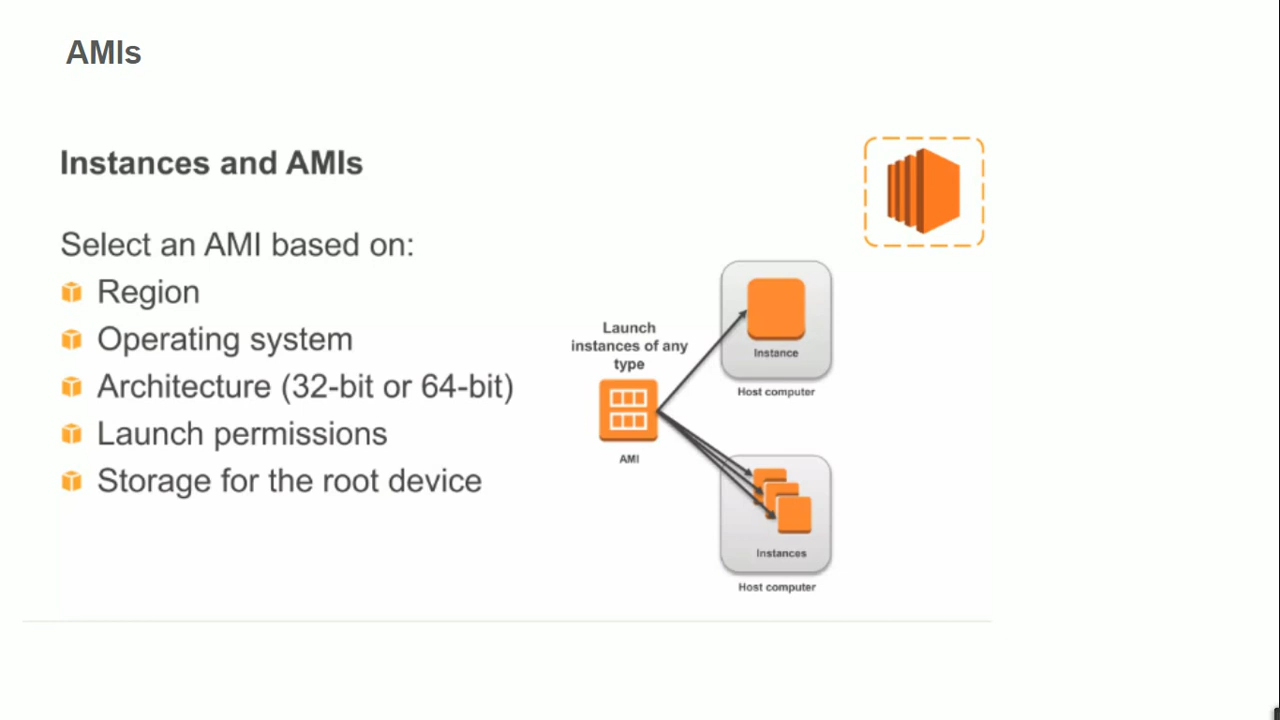 AMIs
Instances and AMIs
Select an AMI based on:
Region
Operating system
Architecture (32-bit or 64-bit)
Launch permissions
Storage for the root device
Launch
instances of any
type
AMI
Instance
Host computer
Instances
Host computer